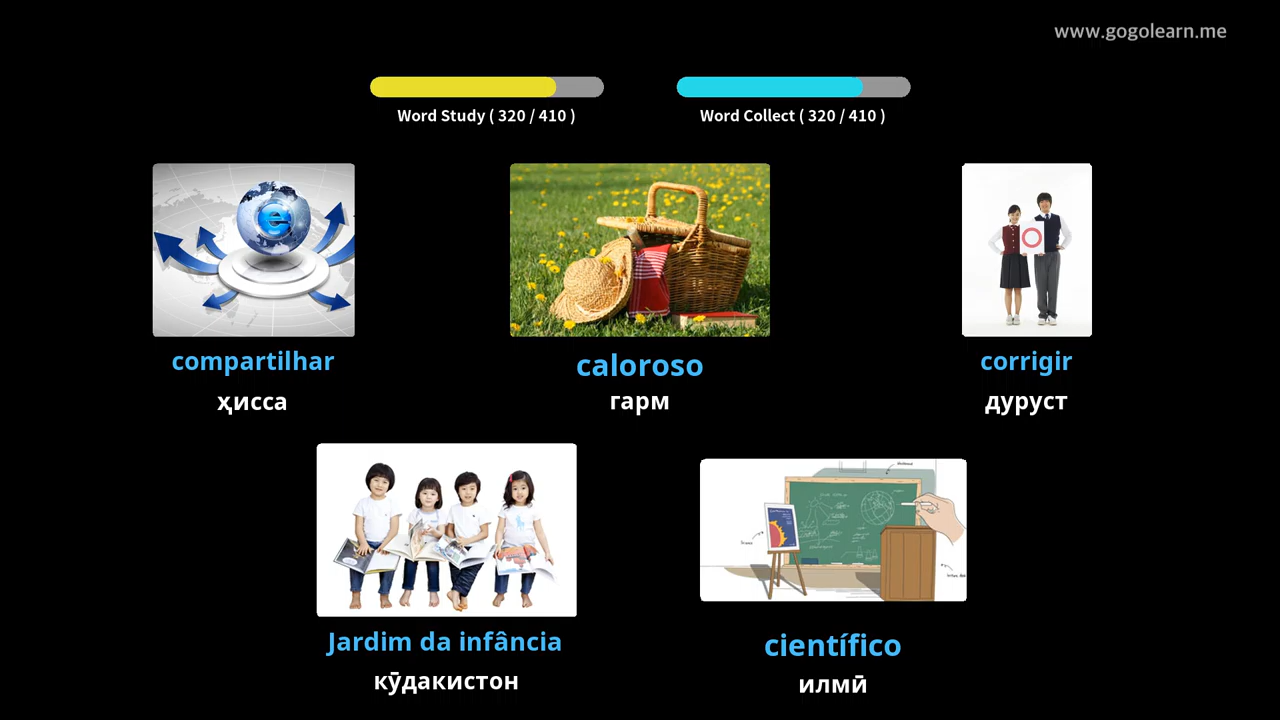 www.gogolearn.me
Word Study ( 320 / 410 )
Word Collect ( 320 / 410 )
compartilhar
ҳисса
caloroso
гарм
corrigir
дуруст
Jardim da infância
кӯдакистон
científico
илмӣ